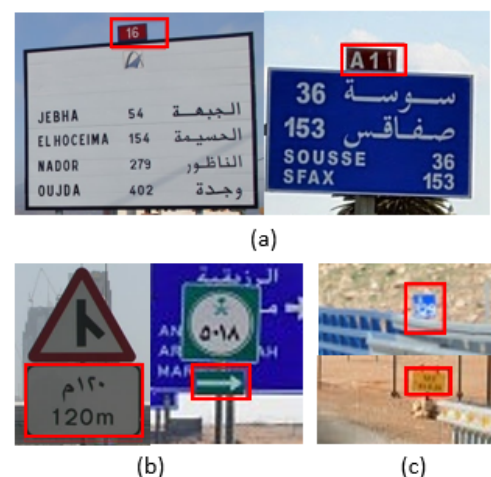 16
JEBHA 54 الجبهة
ELHOCEIMA 154 الحسيمة
NADOR 279 الناظور
OUJDA 402 وجدة
A1 أ
36 سوسة
153 صفاقس
SOUSSE 36
SFAX 153
(a)
١٢٠م
120m
٥٠١٨
(b)
(c)